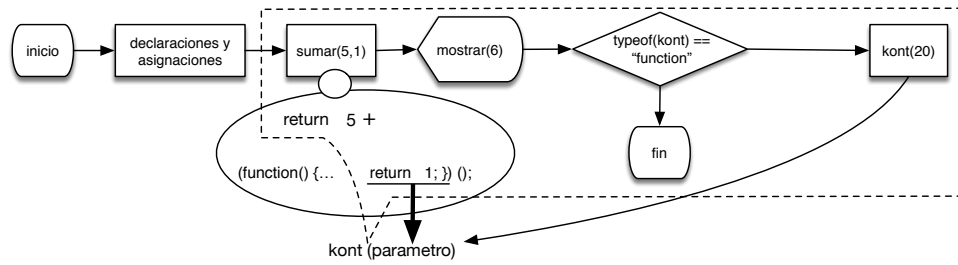 inicio
declaraciones y
asignaciones
sumar(5,1)
mostrar(6)
typeof(kont) ==
“function”
kont(20)
fin
return 5 +
(function() {… return 1; }) ();
kont (parametro)